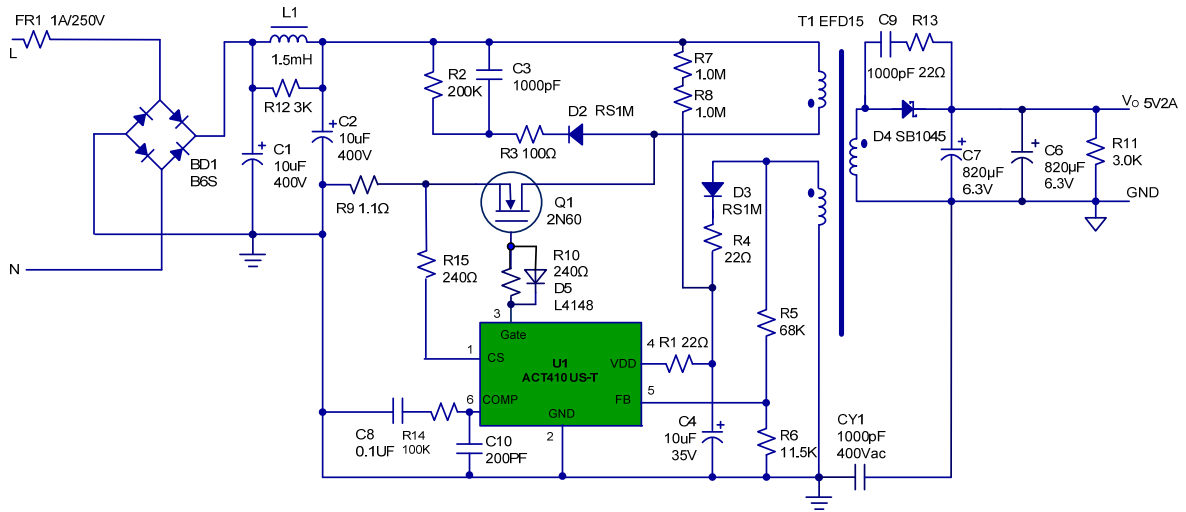 FR1 1A/250V
L
L1
1.5mH
R12 3K
BD1
B6S
N
C1
10uF
400V
C2
10uF
400V
R2
200K
C3
1000pF
R3 100Ω
D2 RS1M
R7
1.0M
R8
1.0M
T1 EFD15
C9
R13
1000pF 22Ω
D4 SB1045
VO 5V2A
C7
820µF
6.3V
C6
820µF
6.3V
R11
3.0K
GND
R9 1.1Ω
Q1
2N60
D3
RS1M
R4
22Ω
R15
240Ω
R10
240Ω
D5
L4148
R5
68K
3
Gate
1
CS
U1
ACT410US-T
VDD
4
R1 22Ω
6
COMP
FB
5
GND
2
C8
0.1UF
R14
100K
C10
200PF
C4
10uF
35V
R6
11.5K
CY1
1000pF
400Vac